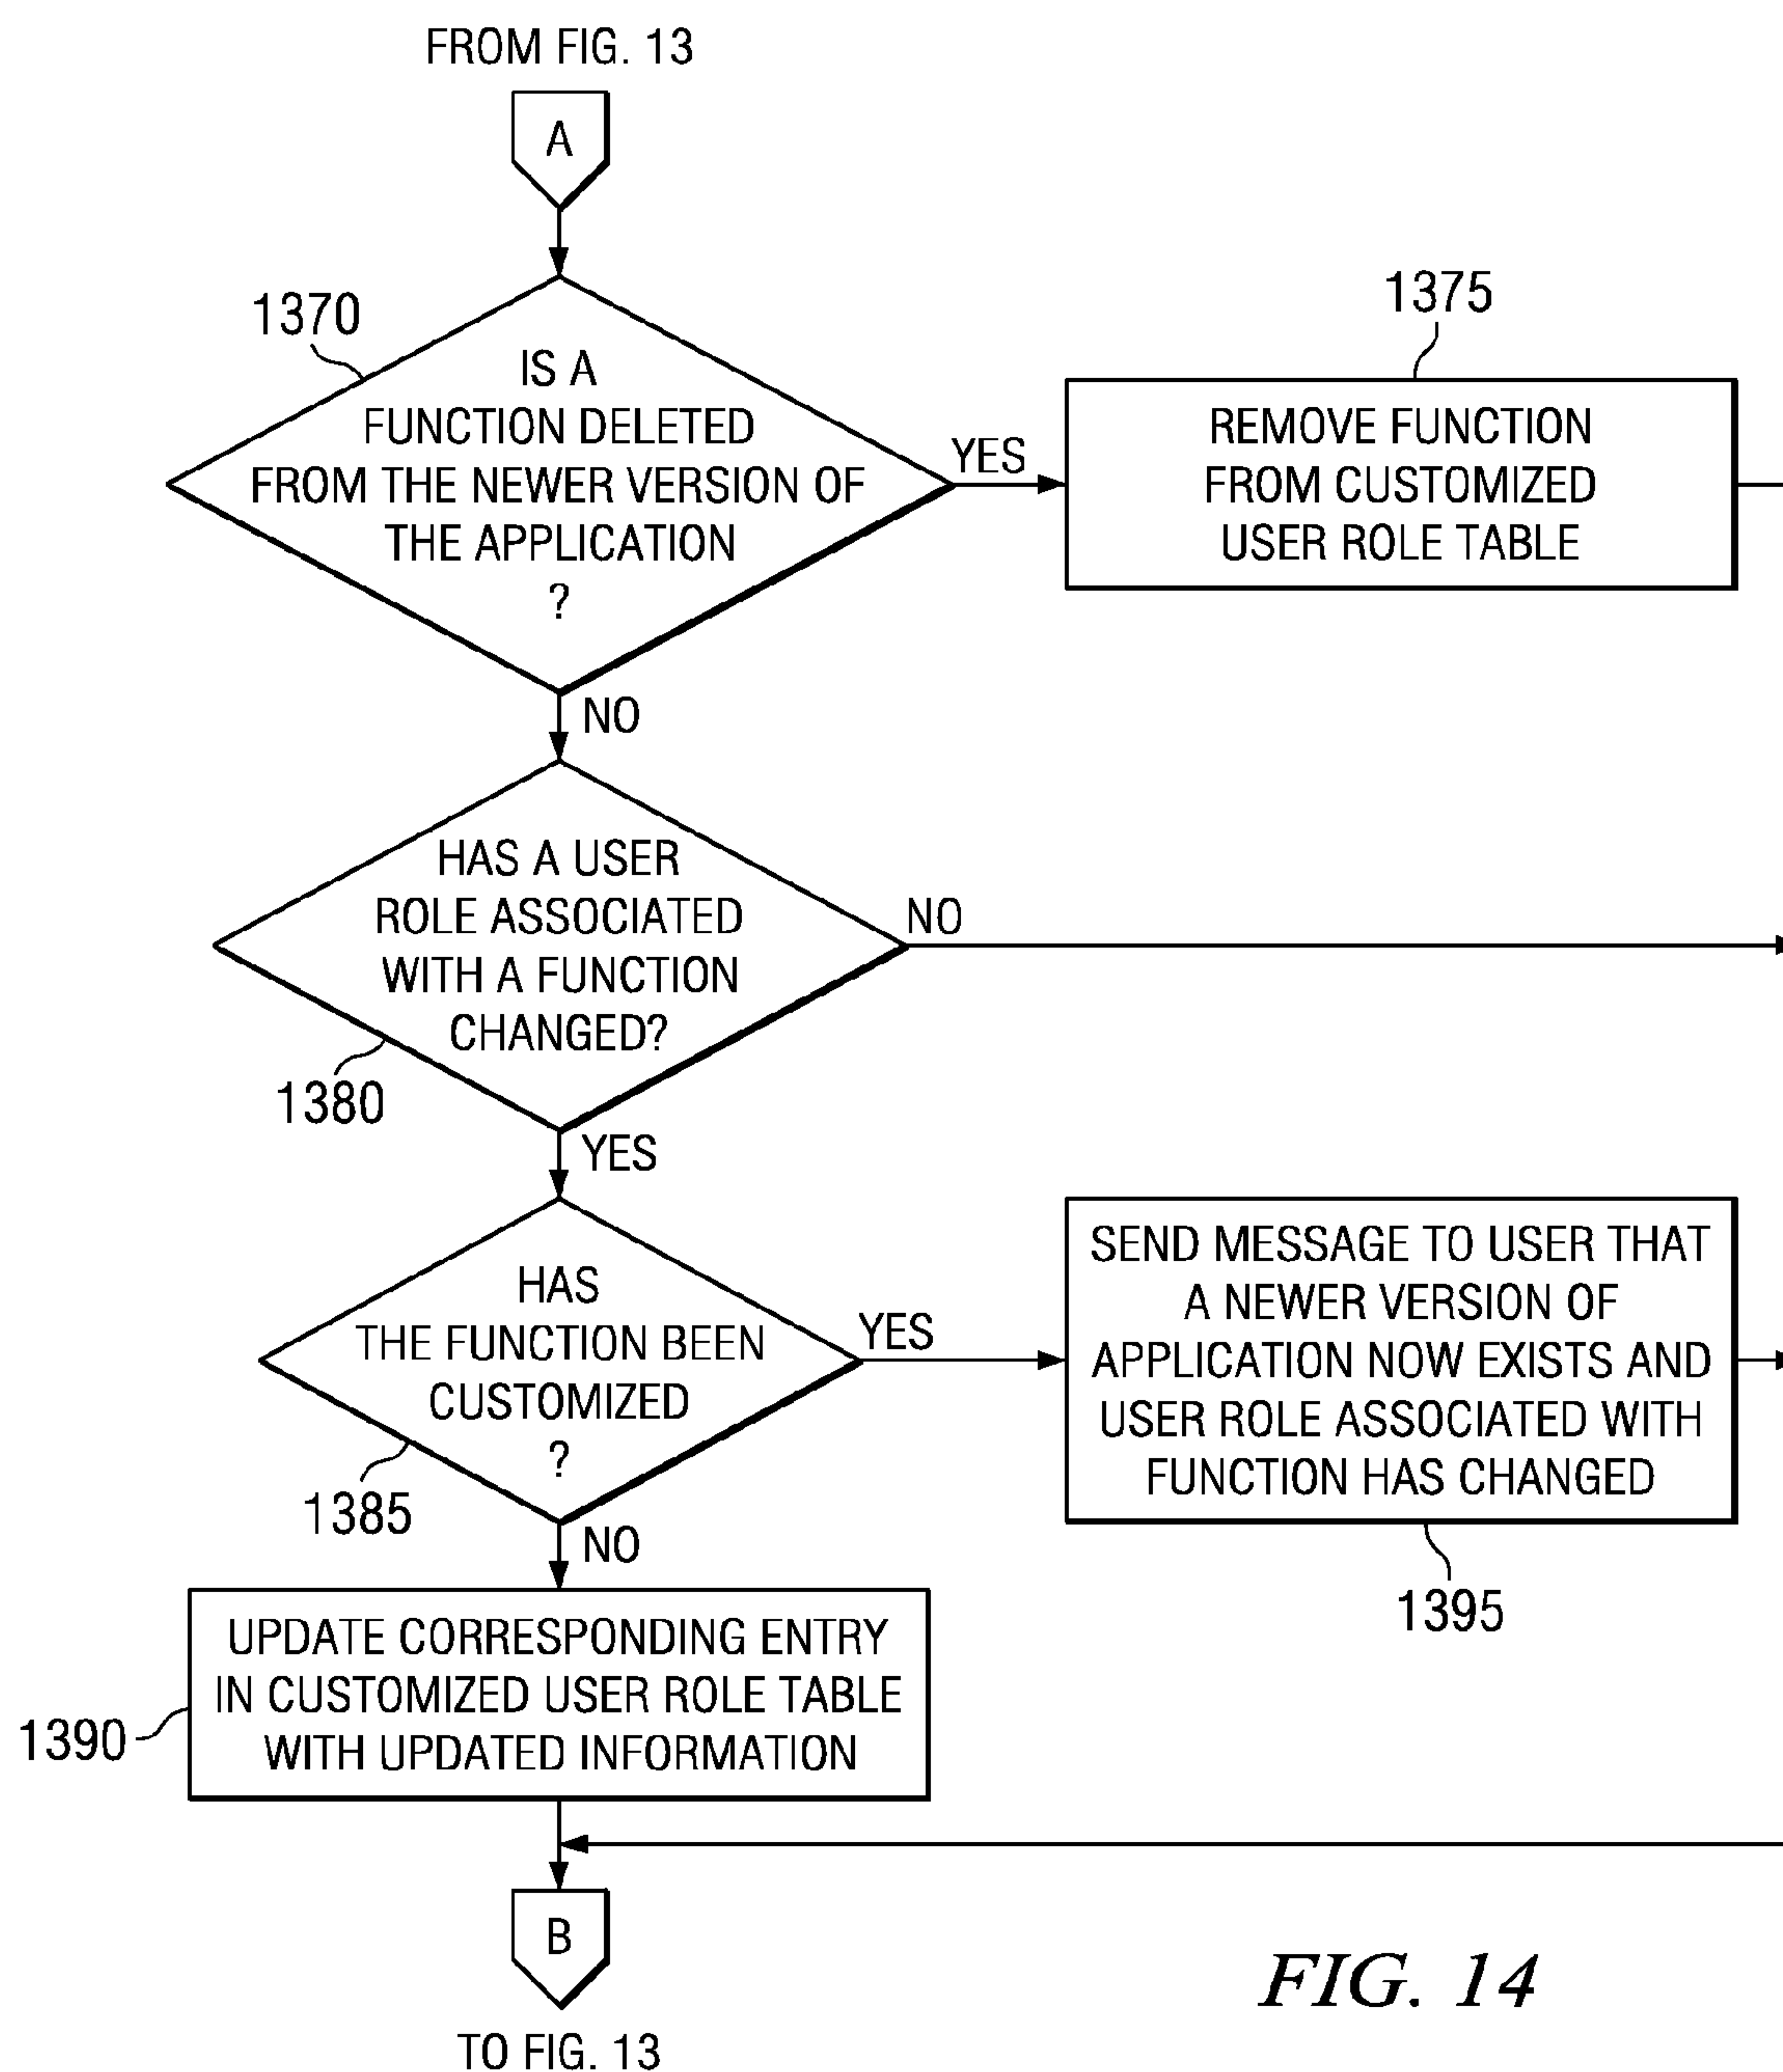 FROM FIG. 13
A
1370
IS A
FUNCTION DELETED
FROM THE NEWER VERSION OF
THE APPLICATION
?
YES
1375
REMOVE FUNCTION
FROM CUSTOMIZED
USER ROLE TABLE
NO
HAS A USER
ROLE ASSOCIATED
WITH A FUNCTION
CHANGED?
NO
1380
YES
HAS
THE FUNCTION BEEN
CUSTOMIZED
?
YES
1385
SEND MESSAGE TO USER THAT
A NEWER VERSION OF
APPLICATION NOW EXISTS AND
USER ROLE ASSOCIATED WITH
FUNCTION HAS CHANGED
1395
NO
UPDATE CORRESPONDING ENTRY
IN CUSTOMIZED USER ROLE TABLE
WITH UPDATED INFORMATION
1390
B
TO FIG. 13
FIG. 14